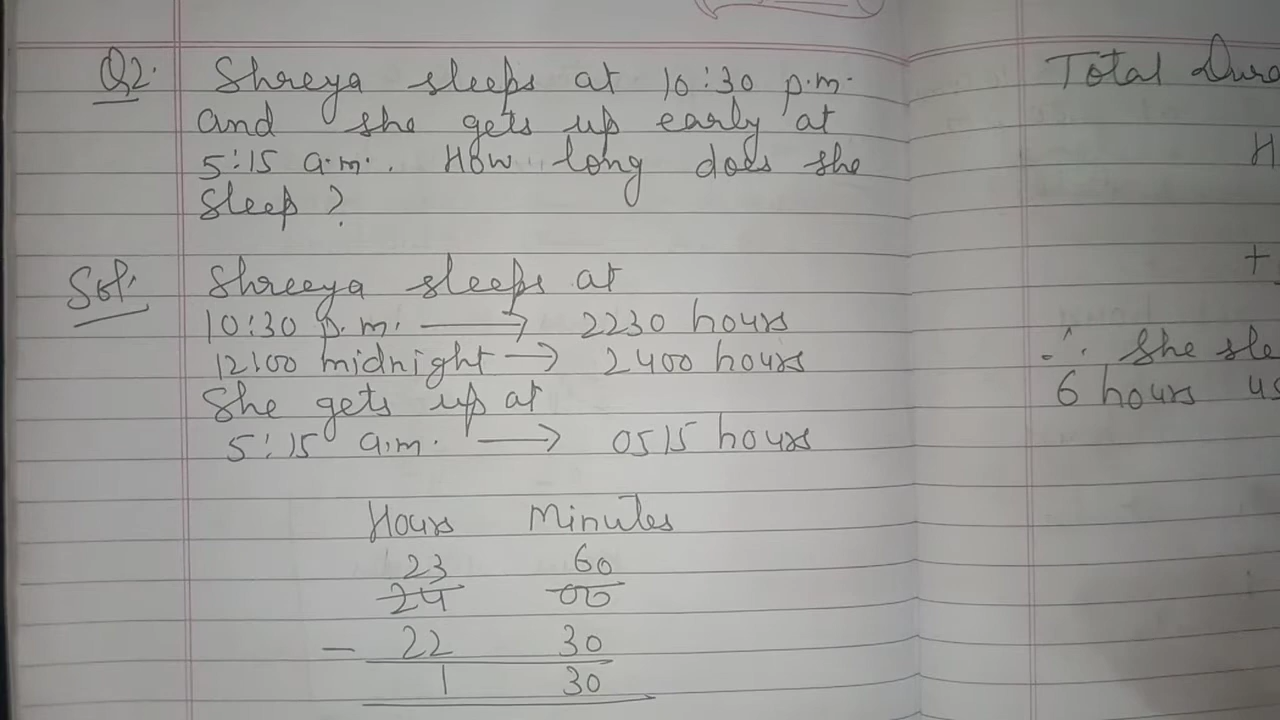 Q2. Shreya sleeps at 10:30 p.m.
and she gets up early at
5:15 a.m. How long does she
sleep?
Sol. Shreeya sleeps at
10:30 p.m. → 2230 hours
12:00 midnight → 2400 hours
She gets up at
5:15 a.m. → 0515 hours
Hours Minutes
23 60
24 00
- 22 30
1 30
Total
H
+
∴ She
6 hours